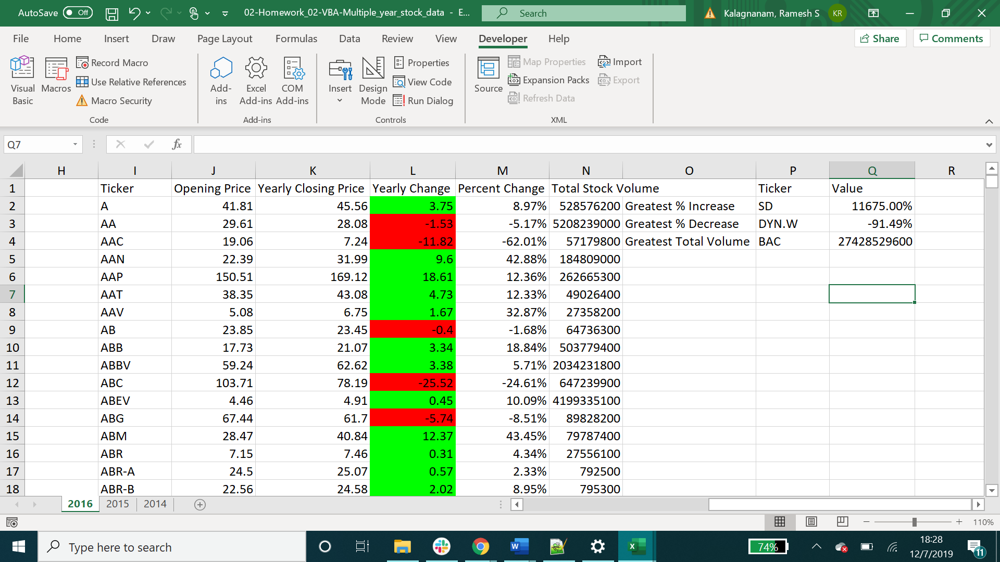 AutoSave Off 02-Homework_02-VBA-Multiple_year_stock_data - E... Search Kalagnanam, Ramesh S KR
File Home Insert Draw Page Layout Formulas Data Review View Developer Help Share Comments
Visual Basic Macros Record Macro Use Relative References Macro Security
Add-ins Excel Add-ins COM Add-ins
Insert Design Mode Properties View Code Run Dialog
Source Map Properties Expansion Packs Refresh Data Import Export
Code Add-ins Controls XML
Q7 fx
H I J K L M N O P Q R
1 Ticker Opening Price Yearly Closing Price Yearly Change Percent Change Total Stock Volume Ticker Value
2 A 41.81 45.56 3.75 8.97% 528576200 Greatest % Increase SD 11675.00%
3 AA 29.61 28.08 -1.53 -5.17% 5208239000 Greatest % Decrease DYN.W -91.49%
4 AAC 19.06 7.24 -11.82 -62.01% 57179800 Greatest Total Volume BAC 27428529600
5 AAN 22.39 31.99 9.6 42.88% 184809000
6 AAP 150.51 169.12 18.61 12.36% 262665300
7 AAT 38.35 43.08 4.73 12.33% 49026400
8 AAV 5.08 6.75 1.67 32.87% 27358200
9 AB 23.85 23.45 -0.4 -1.68% 64736300
10 ABB 17.73 21.07 3.34 18.84% 503779400
11 ABBV 59.24 62.62 3.38 5.71% 2034231800
12 ABC 103.71 78.19 -25.52 -24.61% 647239900
13 ABEV 4.46 4.91 0.45 10.09% 4199335100
14 ABG 67.44 61.7 -5.74 -8.51% 89828200
15 ABM 28.47 40.84 12.37 43.45% 79787400
16 ABR 7.15 7.46 0.31 4.34% 27556100
17 ABR-A 24.5 25.07 0.57 2.33% 792500
18 ABR-B 22.56 24.58 2.02 8.95% 795300
2016 2015 2014
110%
Type here to search 74% 18:28
12/7/2019 11